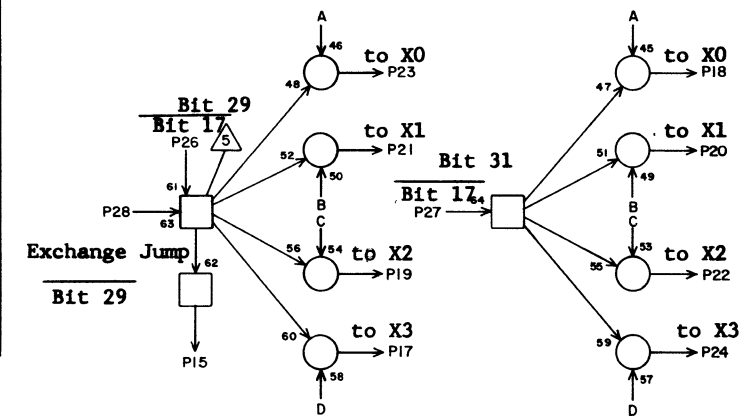 A
46
to X0
48
P23
Bit 29
Bit 17
5
P26
52
to X1
P21
50
61
P28
63
B
C
Exchange Jump
62
56
54
to X2
P19
Bit 29
60
to X3
P17
58
P15
D
A
45
to X0
47
P18
51
to X1
P20
49
Bit 31
Bit 17
64
P27
B
C
53
to X2
55
P22
to X3
59
P24
57
D